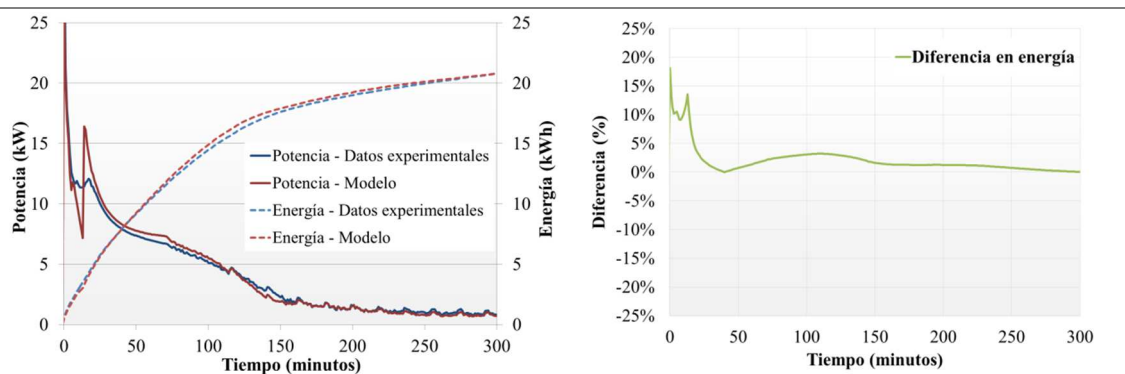 25
20
15
10
5
0
Potencia (kW)
25
20
15
10
5
0
Energía (kWh)
Potencia - Datos experimentales
Potencia - Modelo
Energía - Datos experimentales
Energía - Modelo
0 50 100 150 200 250 300
Tiempo (minutos)
25%
20%
15%
10%
5%
0%
-5%
-10%
-15%
-20%
-25%
Diferencia (%)
Diferencia en energía
0 50 100 150 200 250 300
Tiempo (minutos)